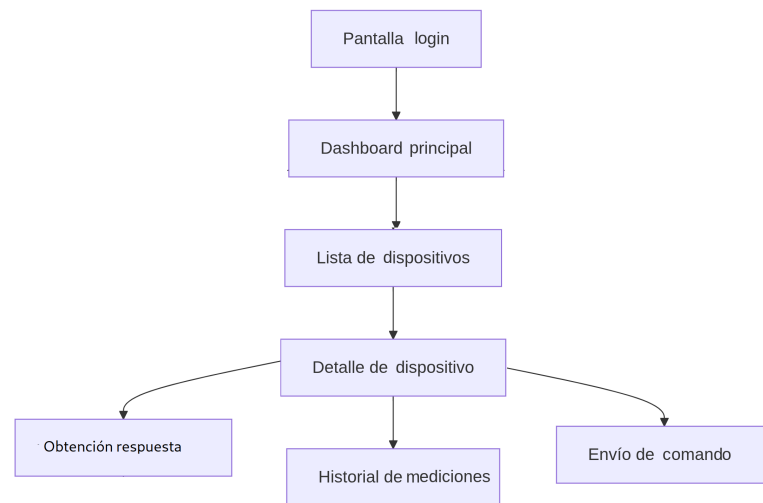 Pantalla login
Dashboard principal
Lista de dispositivos
Detalle de dispositivo
Obtención respuesta
Historial de mediciones
Envío de comando